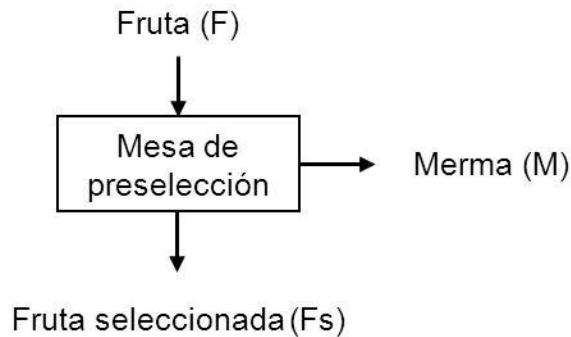 Fruta (F)
Mesa de
preselección
Merma (M)
Fruta seleccionada (Fs)